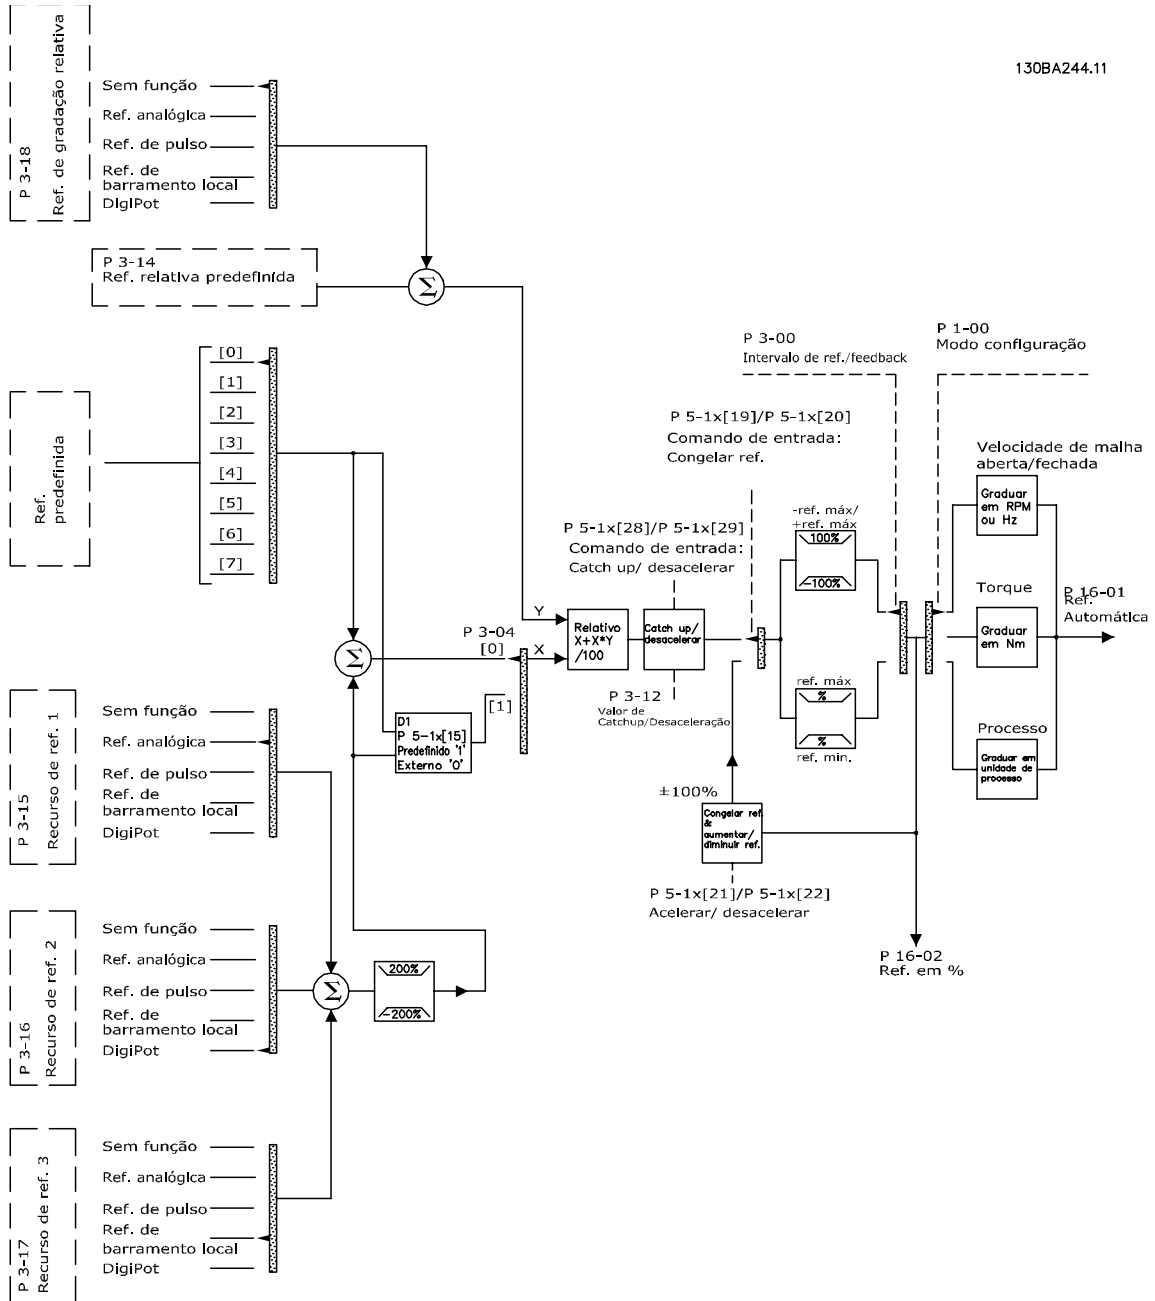 130BA244.11
P 3-18
Ref. de gradação relativa
Sem função
Ref. analógica
Ref. de pulso
Ref. de
barramento local
DigiPot
P 3-14
Ref. relativa predefinida
Σ
Ref.
predefinida
[0]
[1]
[2]
[3]
[4]
[5]
[6]
[7]
Σ
P 3-04
[0]
[1]
Y
X
D1
P 5-1x[15]
Predefinido '1'
Externo '0'
Relativo
X+X*Y
/100
P 5-1x[28]/P 5-1x[29]
Comando de entrada:
Catch up/ desacelerar
Catch up/
desacelerar
P 3-12
Valor de
Catchup/Desaceleração
P 5-1x[19]/P 5-1x[20]
Comando de entrada:
Congelar ref.
P 3-00
Intervalo de ref./feedback
P 1-00
Modo configuração
-ref. máx/
+ref. máx
100%
-100%
ref. máx
%
%
ref. min.
±100%
Congelar ref.
&
aumentar/
diminuir ref.
P 5-1x[21]/P 5-1x[22]
Acelerar/ desacelerar
Velocidade de malha
aberta/fechada
Graduar
em RPM
ou Hz
Torque
Graduar
em Nm
Processo
Graduar em
unidade de
processo
P 16-01
Ref.
Automática
P 16-02
Ref. em %
P 3-15
Recurso de ref. 1
Sem função
Ref. analógica
Ref. de pulso
Ref. de
barramento local
DigiPot
P 3-16
Recurso de ref. 2
Sem função
Ref. analógica
Ref. de pulso
Ref. de
barramento local
DigiPot
Σ
200%
-200%
P 3-17
Recurso de ref. 3
Sem função
Ref. analógica
Ref. de pulso
Ref. de
barramento local
DigiPot